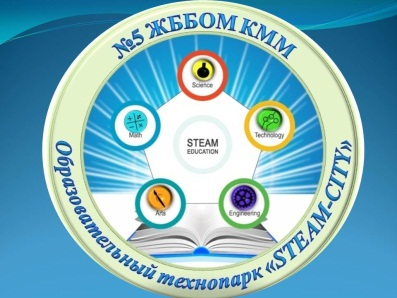 №5 ЖББОМ КММ
Science
Math
Technology
STEAM
EDUCATION
Arts
Engineering
Образовательный технопарк «STEAM-CITY»